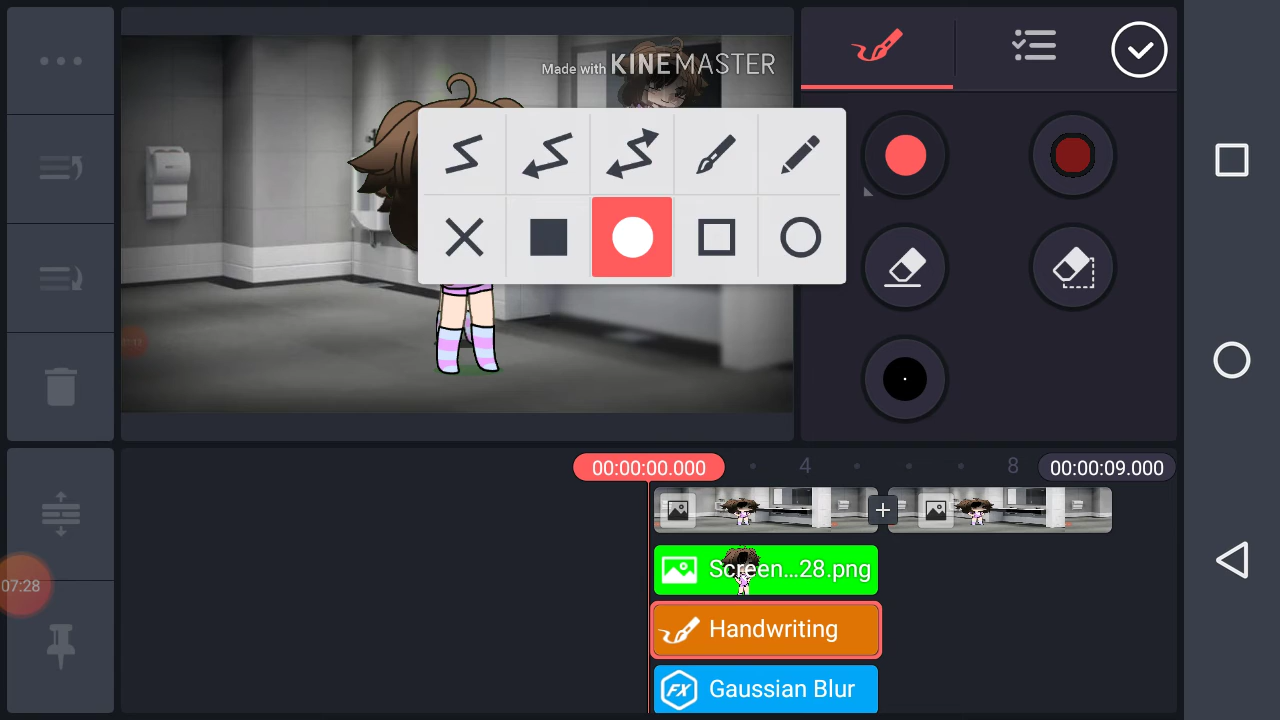 Made with KINEMASTER
00:00:00.000
4
8
00:00:09.000
Screen...28.png
07:28
Handwriting
FX Gaussian Blur